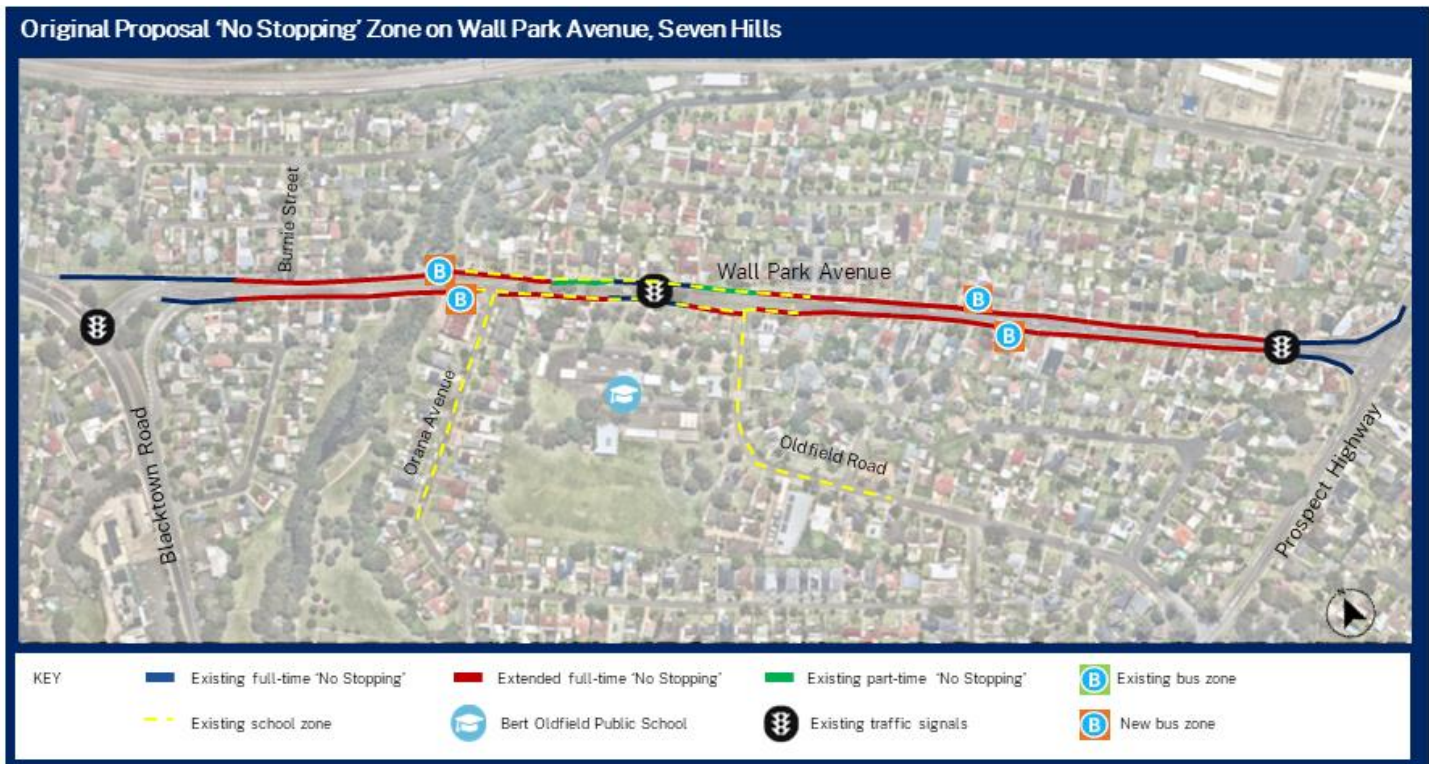 Original Proposal ‘No Stopping’ Zone on Wall Park Avenue, Seven Hills
Burnie Street
B
B
Wall Park Avenue
B
B
Orana Avenue
Oldfield Road
Blacktown Road
Prospect Highway
N
KEY
Existing full-time ‘No Stopping’
Extended full-time ‘No Stopping’
Existing part-time ‘No Stopping’
B Existing bus zone
Existing school zone
Bert Oldfield Public School
Existing traffic signals
B New bus zone